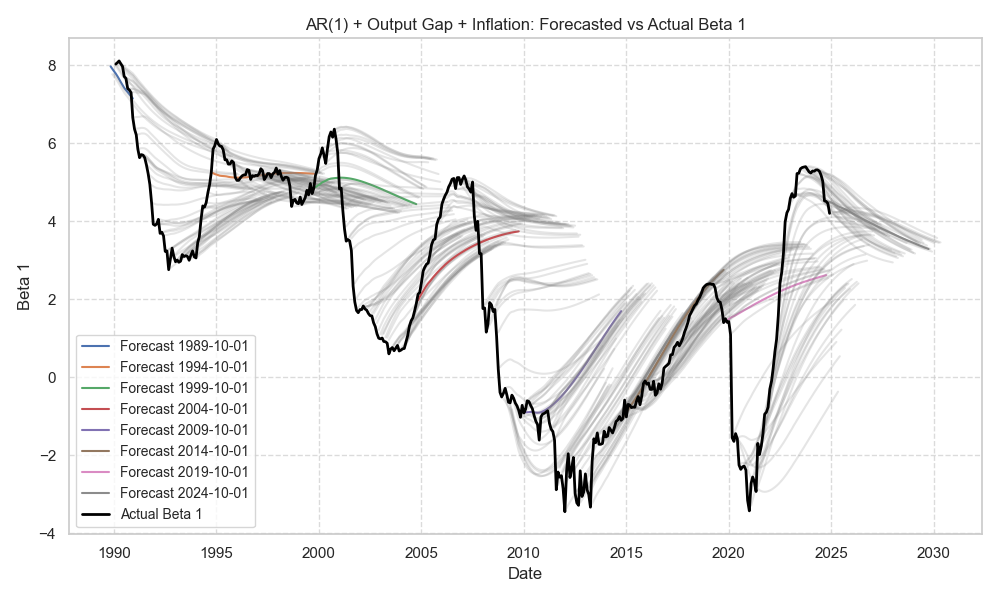 AR(1) + Output Gap + Inflation: Forecasted vs Actual Beta 1
8
6
4
2
0
−2
−4
Beta 1
Forecast 1989-10-01
Forecast 1994-10-01
Forecast 1999-10-01
Forecast 2004-10-01
Forecast 2009-10-01
Forecast 2014-10-01
Forecast 2019-10-01
Forecast 2024-10-01
Actual Beta 1
1990 1995 2000 2005 2010 2015 2020 2025 2030
Date